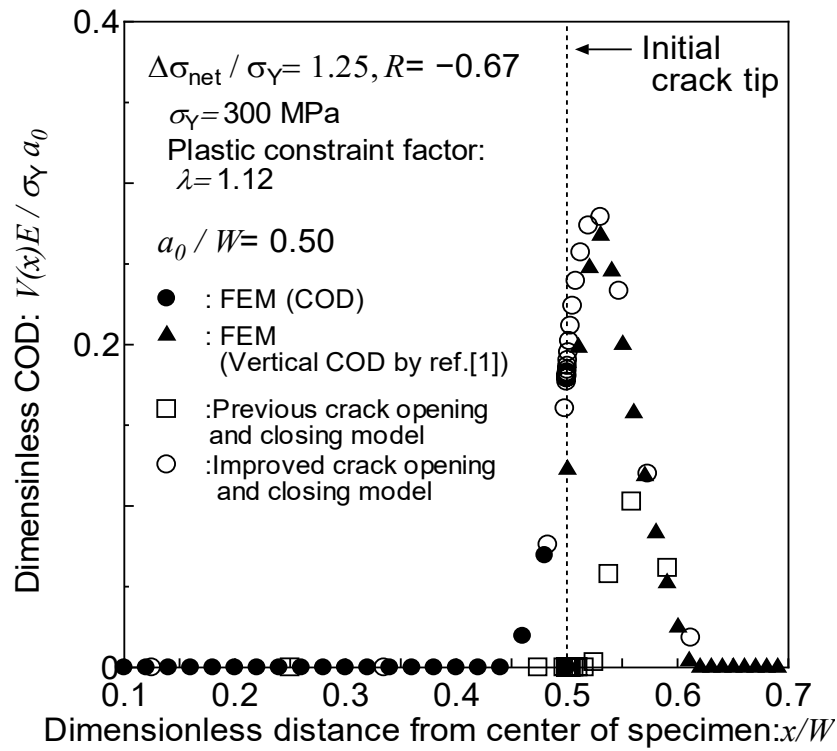 0.4
Δσnet / σY= 1.25, R= −0.67
Initial
crack tip
σY=300 MPa
Plastic constraint factor:
λ=1.12
a0 / W= 0.50
● : FEM (COD)
▲ : FEM
(Vertical COD by ref.[1])
□ :Previous crack opening
and closing model
○ :Improved crack opening
and closing model
0.2
0
0.1 0.2 0.3 0.4 0.5 0.6 0.7
Dimensinless COD: V(x)E / σY a0
Dimensionless distance from center of specimen:x/W